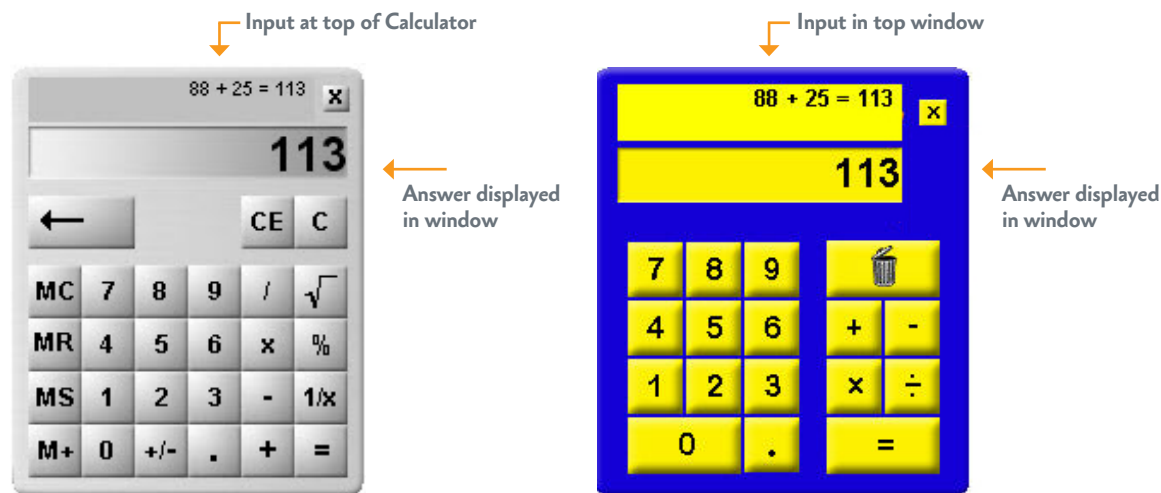 Input at top of Calculator
88 + 25 = 113
X
113
Answer displayed
in window
← CE C
MC 7 8 9 / √
MR 4 5 6 x %
MS 1 2 3 - 1/x
M+ 0 +/- . + =
Input in top window
88 + 25 = 113
x
113
Answer displayed
in window
7 8 9
4 5 6 + -
1 2 3 × ÷
0 . =